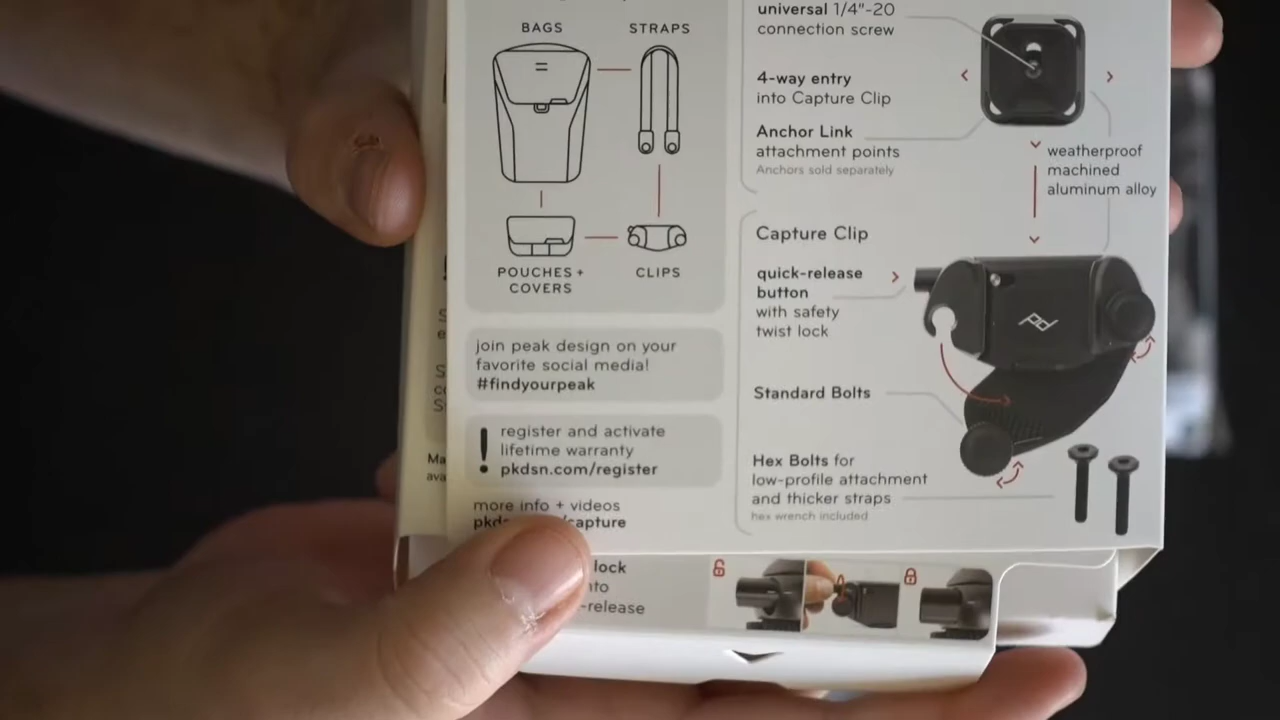 BAGS
STRAPS
POUCHES +
COVERS
CLIPS
join peak design on your
favorite social media!
#findyourpeak
register and activate
lifetime warranty
pkdsn.com/register
more info + videos
/capture
lock
-release
universal 1/4"-20
connection screw
4-way entry
into Capture Clip
Anchor Link
attachment points
Anchors sold separately
weatherproof
machined
aluminum alloy
Capture Clip
quick-release
button
with safety
twist lock
Standard Bolts
Hex Bolts for
low-profile attachment
and thicker straps
hex wrench included